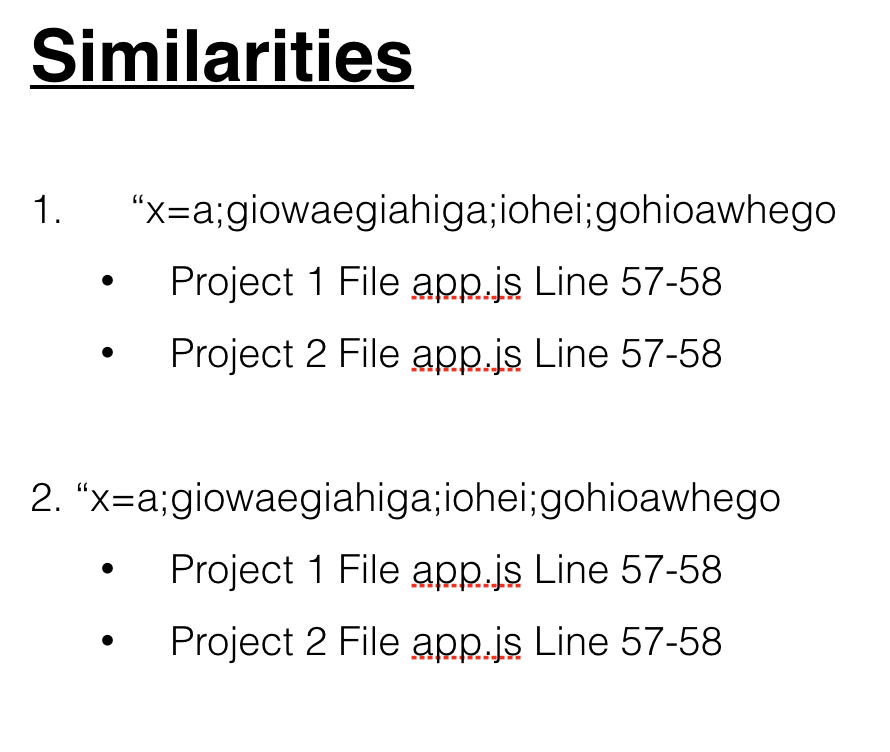 Similarities
1. “x=a;giowaegiahiga;iohei;gohioawhego
• Project 1 File app.js Line 57-58
• Project 2 File app.js Line 57-58
2. “x=a;giowaegiahiga;iohei;gohioawhego
• Project 1 File app.js Line 57-58
• Project 2 File app.js Line 57-58